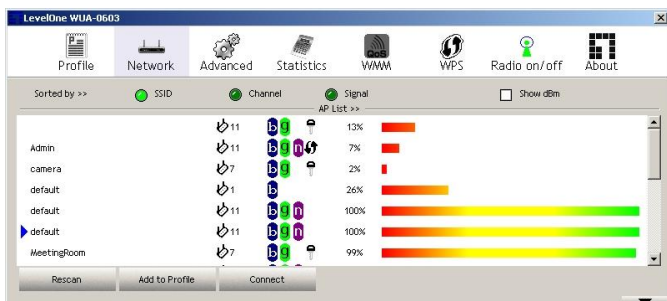 LevelOne WUA-0603
Profile Network Advanced Statistics QoS WMM WPS Radio on/off About
Sorted by >> SSID Channel Signal Show dBm
AP List >>
11 b g 13%
Admin 11 b g n 7%
camera 7 b g 2%
default 1 b 26%
default 11 b g n 100%
default 11 b g n 100%
MeetingRoom 7 b g 99%
Rescan Add to Profile Connect